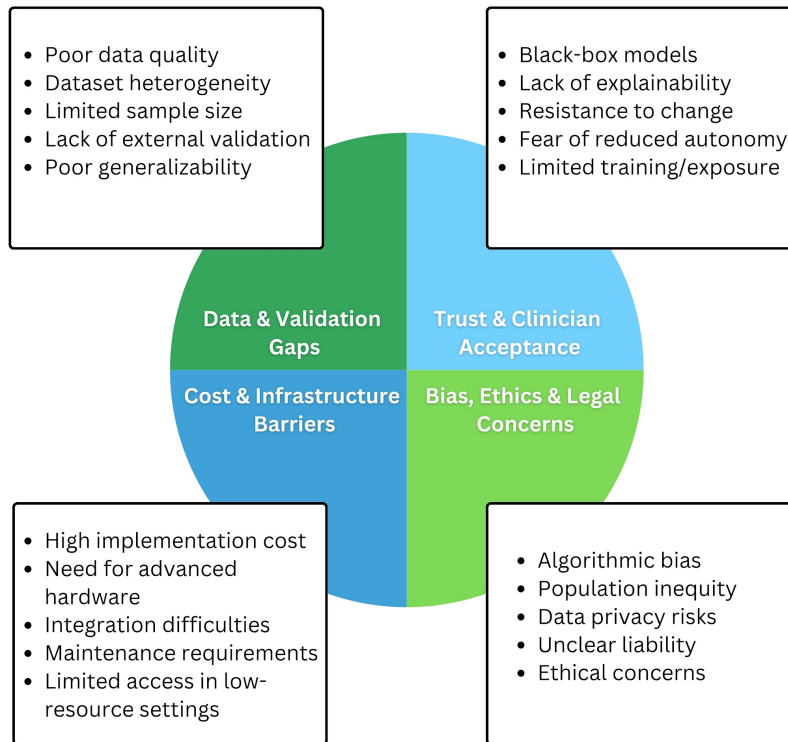 • Poor data quality
• Dataset heterogeneity
• Limited sample size
• Lack of external validation
• Poor generalizability
• Black-box models
• Lack of explainability
• Resistance to change
• Fear of reduced autonomy
• Limited training/exposure
Data & Validation
Gaps
Trust & Clinician
Acceptance
Cost & Infrastructure
Barriers
Bias, Ethics & Legal
Concerns
• High implementation cost
• Need for advanced
hardware
• Integration difficulties
• Maintenance requirements
• Limited access in low-
resource settings
• Algorithmic bias
• Population inequity
• Data privacy risks
• Unclear liability
• Ethical concerns